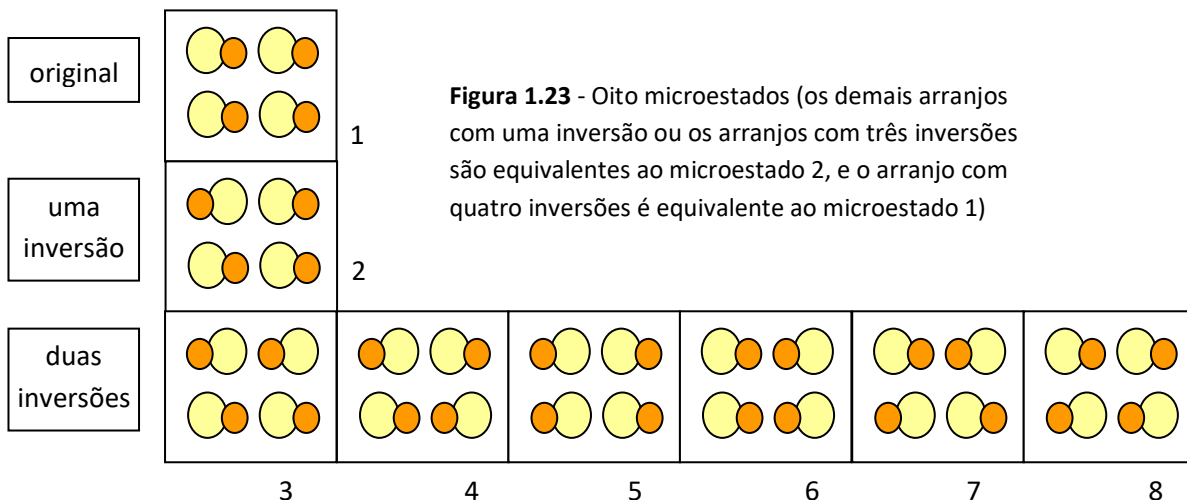 original
Figura 1.23 - Oito microestados (os demais arranjos
com uma inversão ou os arranjos com três inversões
são equivalentes ao microestado 2, e o arranjo com
quatro inversões é equivalente ao microestado 1)
1
uma
inversão
2
duas
inversões
3 4 5 6 7 8